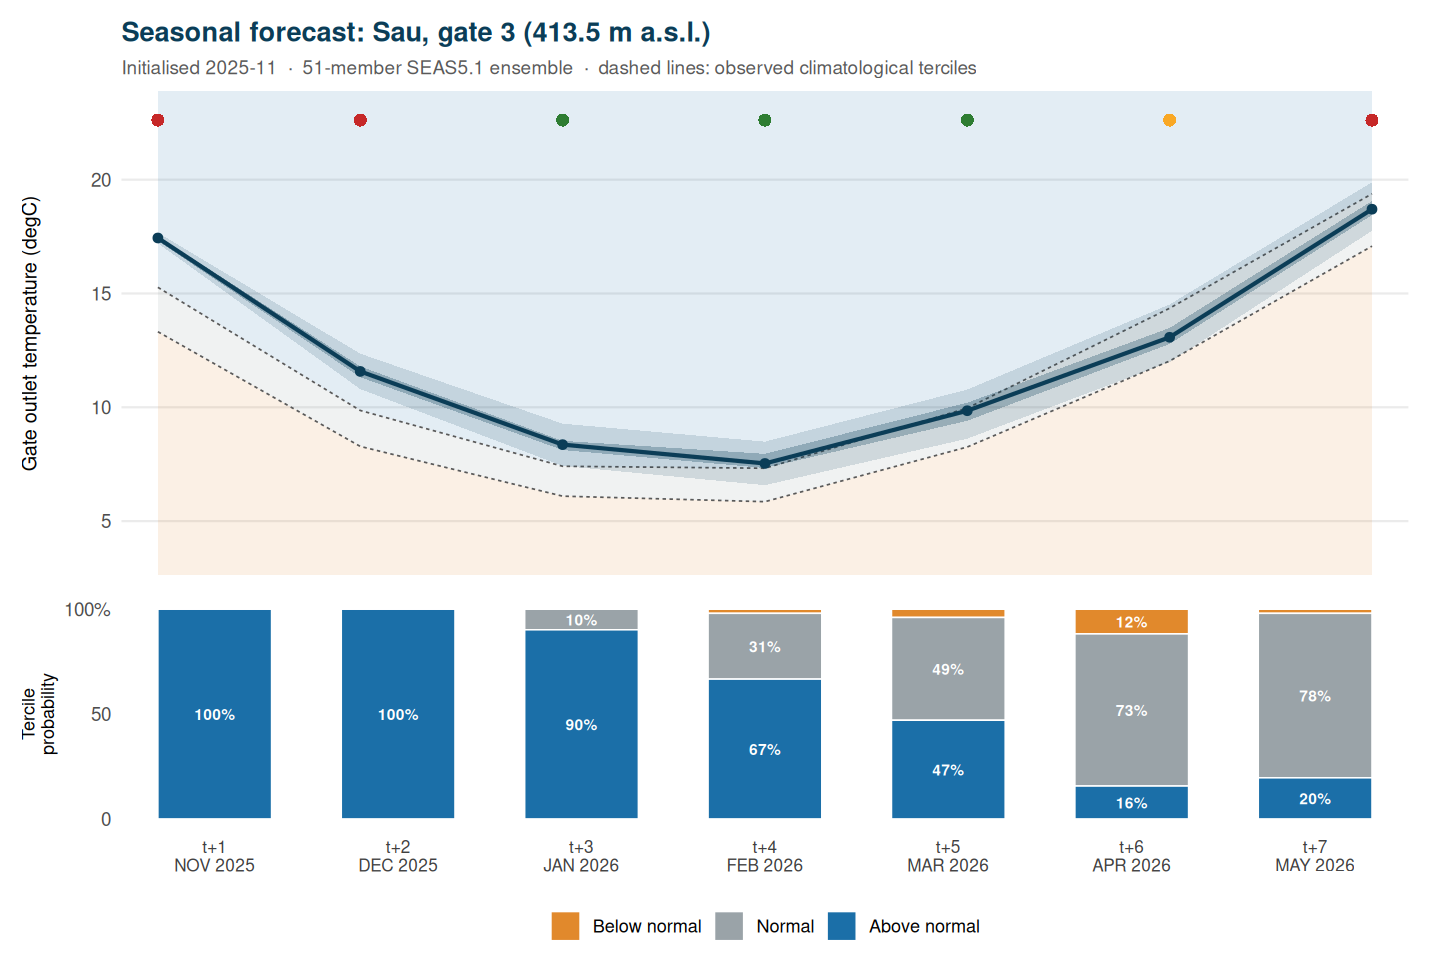 Seasonal forecast: Sau, gate 3 (413.5 m a.s.l.)
Initialised 2025-11 · 51-member SEAS5.1 ensemble · dashed lines: observed climatological terciles
Gate outlet temperature (degC)
20
15
10
5
Tercile
probability
100%
50
0
100%
100%
10%
90%
31%
67%
49%
47%
12%
73%
16%
78%
20%
t+1
NOV 2025
t+2
DEC 2025
t+3
JAN 2026
t+4
FEB 2026
t+5
MAR 2026
t+6
APR 2026
t+7
MAY 2026
Below normal
Normal
Above normal